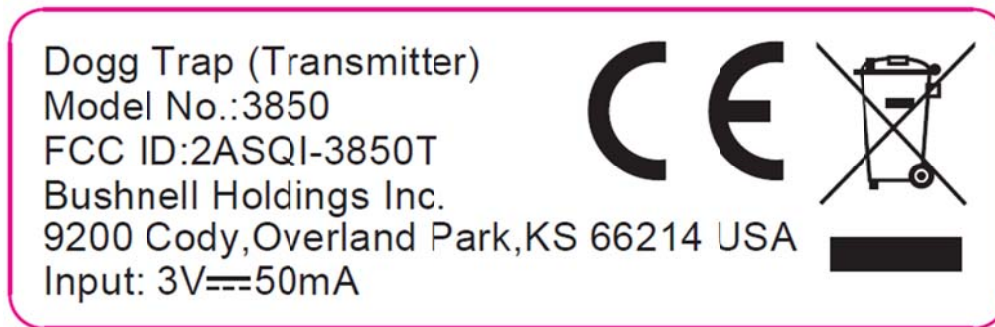 Dogg Trap (Transmitter)
Model No.:3850
FCC ID:2ASQI-3850T
Bushnell Holdings Inc.
9200 Cody,Overland Park,KS 66214 USA
Input: 3V⎓50mA
CE